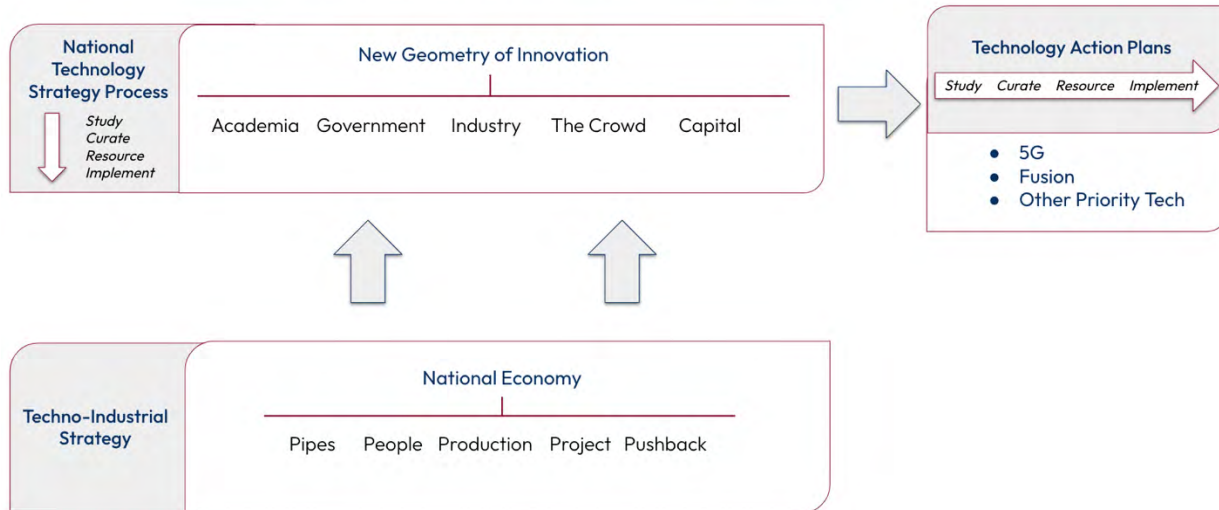 National
Technology
Strategy Process
Study
Curate
Resource
Implement
New Geometry of Innovation
Academia Government Industry The Crowd Capital
Technology Action Plans
Study Curate Resource Implement
● 5G
● Fusion
● Other Priority Tech
Techno-Industrial
Strategy
National Economy
Pipes People Production Project Pushback